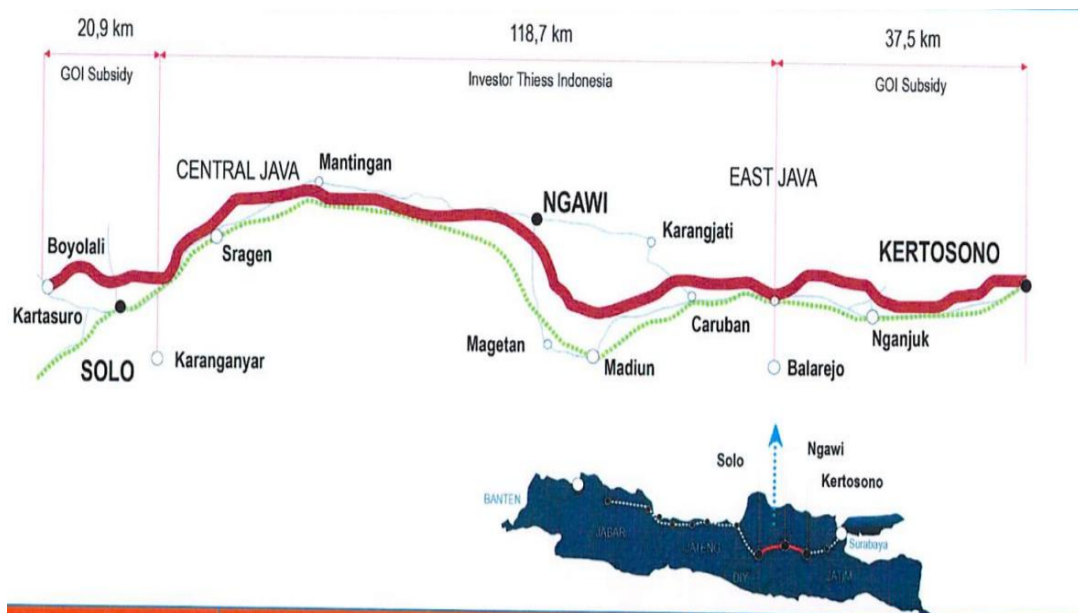 20,9 km
118,7 km
37,5 km
GOI Subsidy
Investor Thiess Indonesia
GOI Subsidy
CENTRAL JAVA
Mantingan
EAST JAVA
NGAWI
Karangjati
Boyolali
Sragen
KERTOSONO
Kartasuro
Caruban
Nganjuk
Magetan
SOLO
Karanganyar
Madiun
Balarejo
Solo
Ngawi
Kertosono
BANTEN
JABAR
JATENG
Surabaya
DIY
JATIM